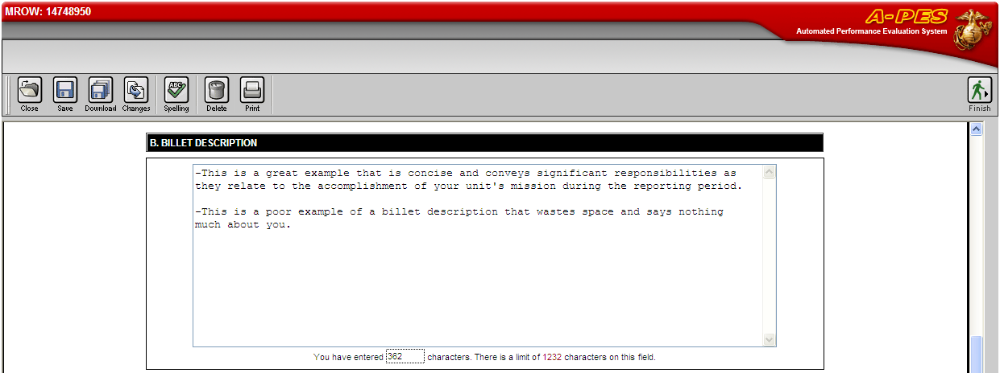 MROW: 14748950
A-PES
Automated Performance Evaluation System
Close Save Download Changes ABC Spelling Delete Print Finish
B. BILLET DESCRIPTION
-This is a great example that is concise and conveys significant responsibilities as
they relate to the accomplishment of your unit's mission during the reporting period.
-This is a poor example of a billet description that wastes space and says nothing
much about you.
You have entered 362 characters. There is a limit of 1232 characters on this field.